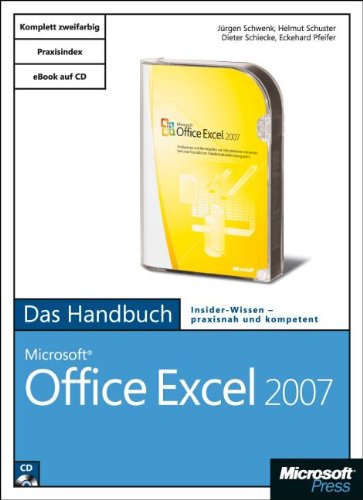 Komplett zweifarbig
Praxisindex
eBook auf CD
Jürgen Schwenk, Helmut Schuster
Dieter Schiecke, Eckehard Pfeifer
Microsoft
Office Excel 2007
Microsoft
Das Handbuch
Insider-Wissen –
praxisnah und kompetent
Microsoft®
Office Excel 2007
CD
Microsoft
Press